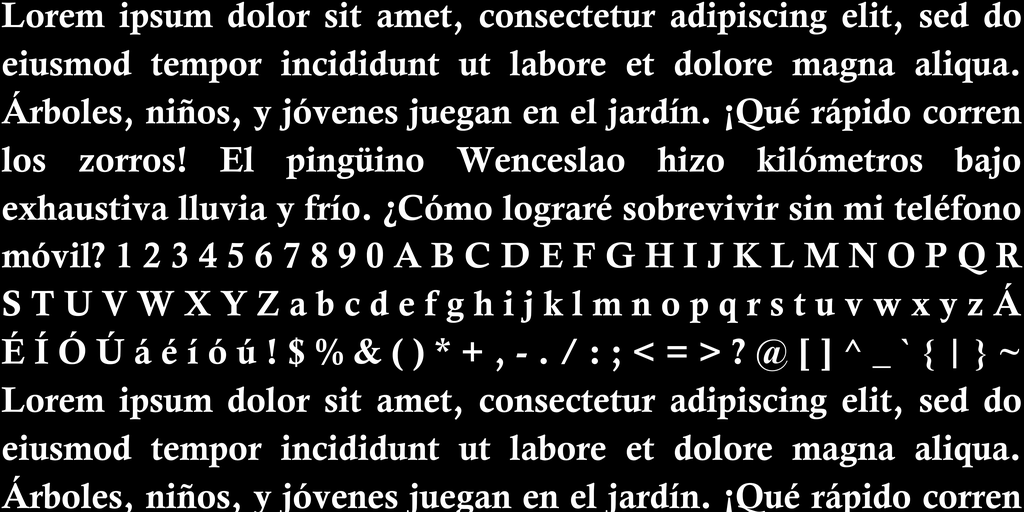 Lorem ipsum dolor sit amet, consectetur adipiscing elit, sed do
eiusmod tempor incididunt ut labore et dolore magna aliqua.
Árboles, niños, y jóvenes juegan en el jardín. ¡Qué rápido corren
los zorros! El pingüino Wenceslao hizo kilómetros bajo
exhaustiva lluvia y frío. ¿Cómo lograré sobrevivir sin mi teléfono
móvil? 1 2 3 4 5 6 7 8 9 0 A B C D E F G H I J K L M N O P Q R
S T U V W X Y Z a b c d e f g h i j k l m n o p q r s t u v w x y z Á
É Í Ó Ú á é í ó ú ! $ % & ( ) * + , - . / : ; < = > ? @ [ ] ^ _ ` { | } ~
Lorem ipsum dolor sit amet, consectetur adipiscing elit, sed do
eiusmod tempor incididunt ut labore et dolore magna aliqua.
Árboles, niños, y jóvenes juegan en el jardín. ¡Qué rápido corren